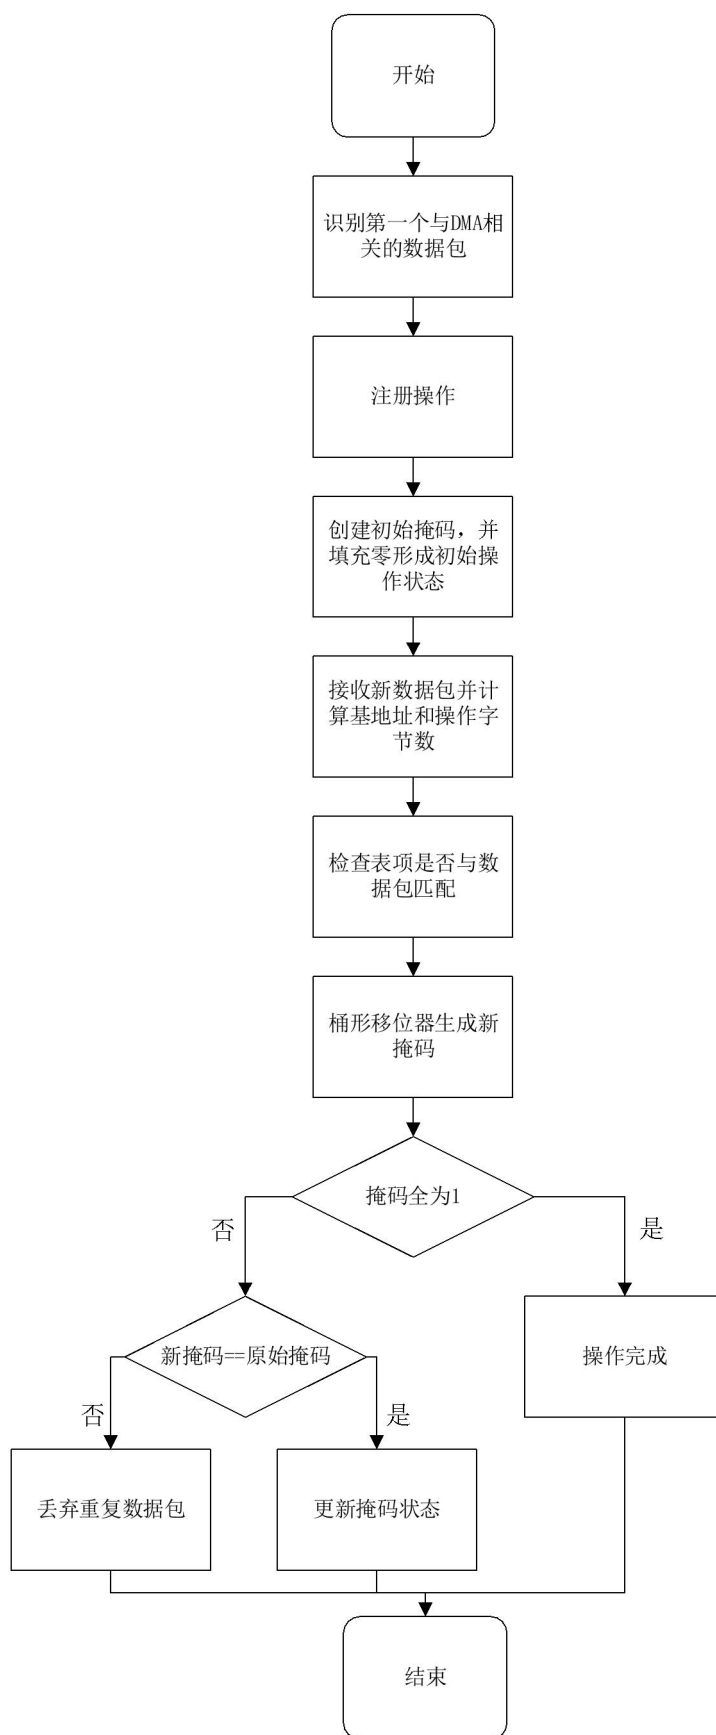 开始
识别第一个与DMA相
关的数据包
注册操作
创建初始掩码，并
填充零形成初始操
作状态
接收新数据包并计
算基地址和操作字
节数
检查表项是否与数
据包匹配
桶形移位器生成新
掩码
掩码全为1
否
是
新掩码==原始掩码
操作完成
否
是
丢弃重复数据包
更新掩码状态
结束